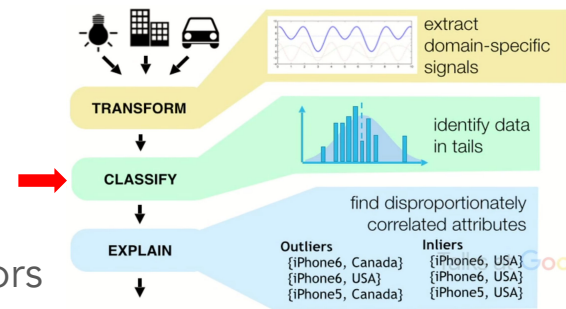 extract
domain-specific
signals
TRANSFORM
identify data
in tails
CLASSIFY
find disproportionately
correlated attributes
EXPLAIN
Outliers
{iPhone6, Canada}
{iPhone6, USA}
{iPhone5, Canada}
Inliers
{iPhone6, USA}
{iPhone6, USA}
{iPhone5, USA}
ors